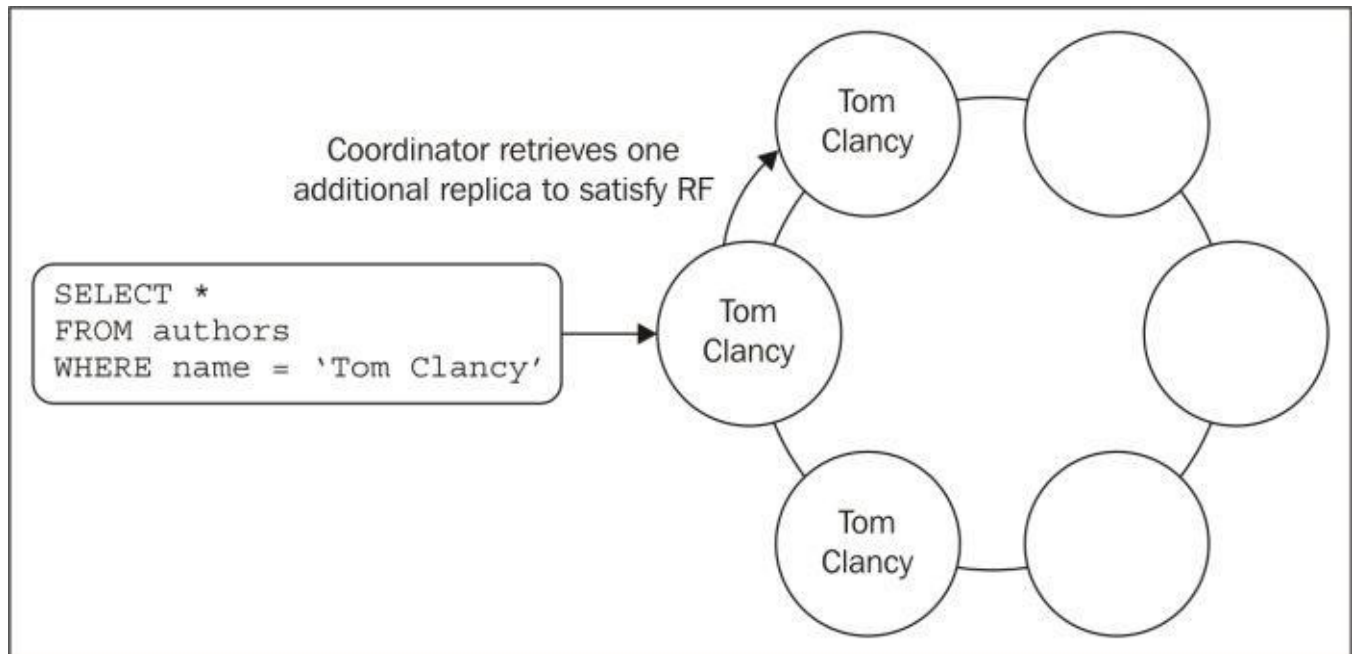 Coordinator retrieves one
additional replica to satisfy RF
SELECT *
FROM authors
WHERE name = ‘Tom Clancy’
Tom
Clancy
Tom
Clancy
Tom
Clancy